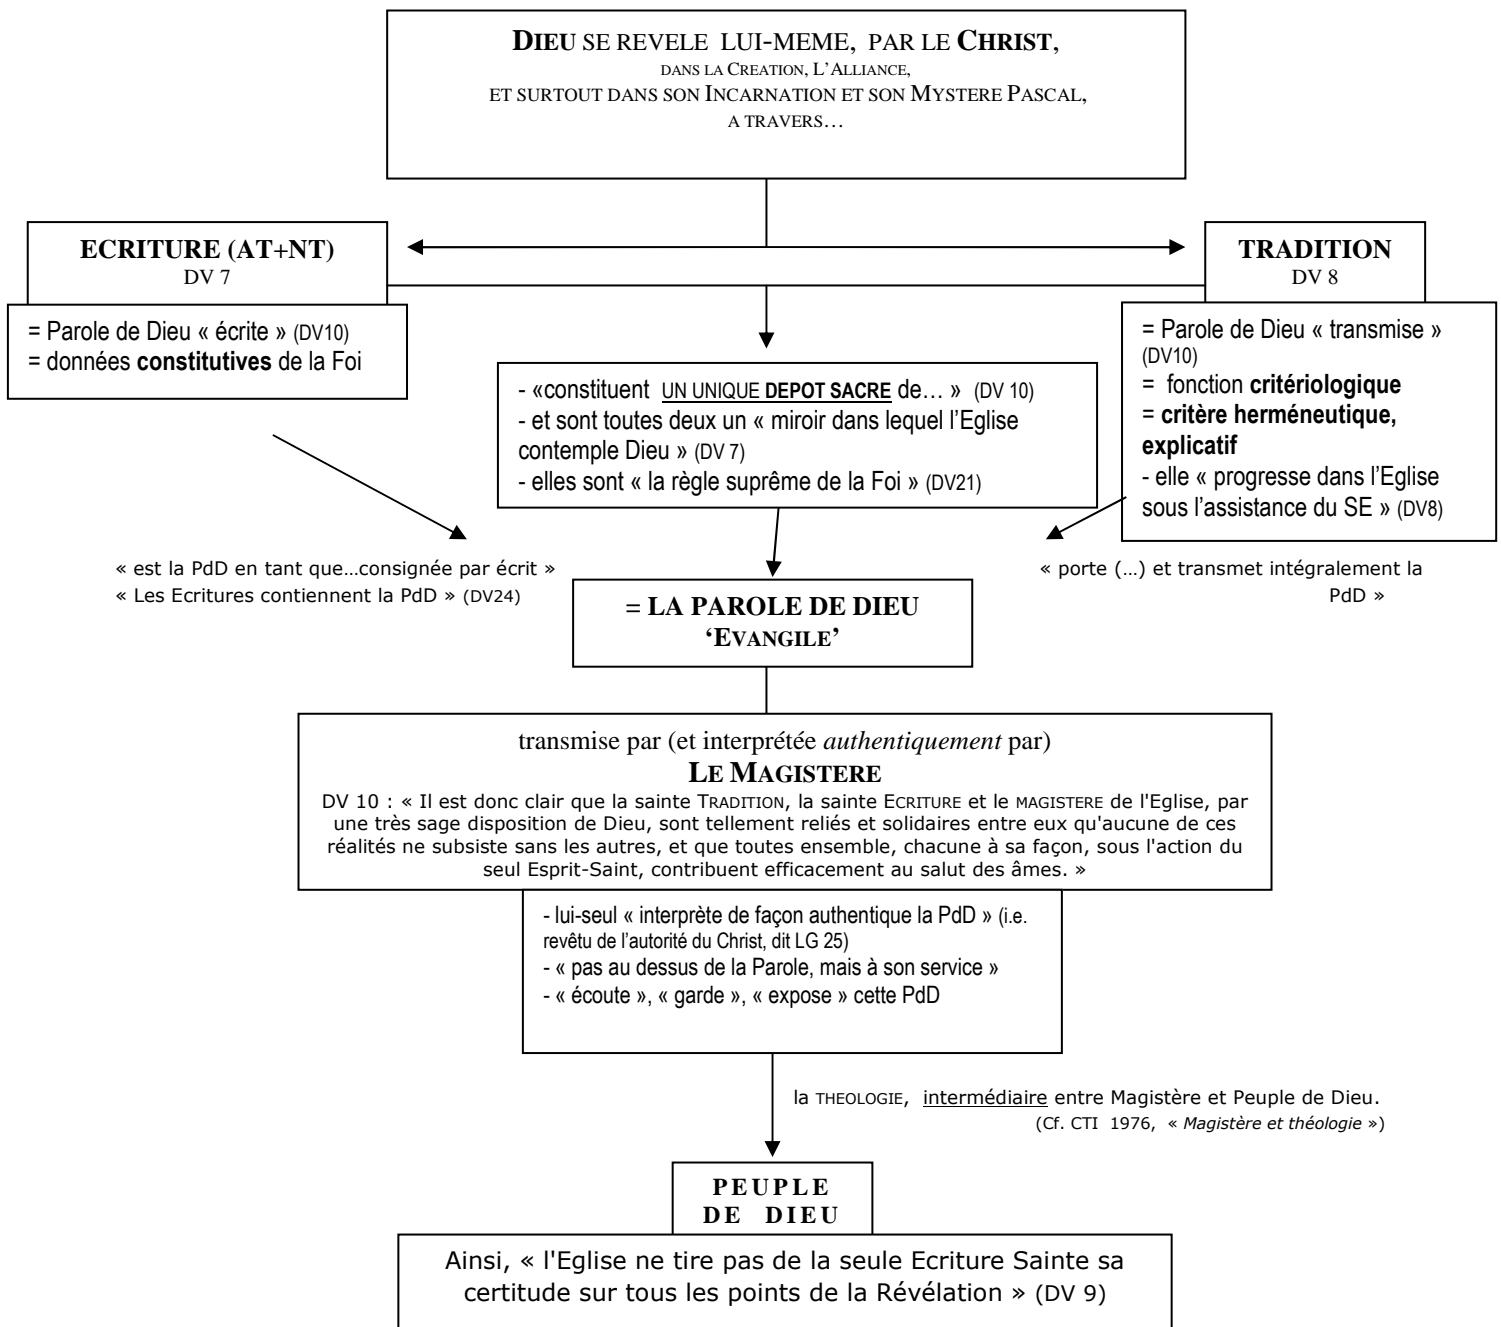 DIEU SE REVELE LUI-MEME, PAR LE CHRIST,
DANS LA CREATION, L'ALLIANCE,
ET SURTOUT DANS SON INCARNATION ET SON MYSTERE PASCAL,
A TRAVERS…
ECRITURE (AT+NT)
DV 7
= Parole de Dieu « écrite » (DV10)
= données constitutives de la Foi
TRADITION
DV 8
= Parole de Dieu « transmise »
(DV10)
= fonction critériologique
= critère herméneutique,
explicatif
- elle « progresse dans l'Eglise
sous l'assistance du SE » (DV8)
- «constituent UN UNIQUE DEPOT SACRE de… » (DV 10)
- et sont toutes deux un « miroir dans lequel l'Eglise
contemple Dieu » (DV 7)
- elles sont « la règle suprême de la Foi » (DV21)
« est la PdD en tant que…consignée par écrit »
« Les Ecritures contiennent la PdD » (DV24)
« porte (…) et transmet intégralement la
PdD »
= LA PAROLE DE DIEU
‘EVANGILE’
transmise par (et interprétée authentiquement par)
LE MAGISTERE
DV 10 : « Il est donc clair que la sainte TRADITION, la sainte ECRITURE et le MAGISTERE de l'Eglise, par
une très sage disposition de Dieu, sont tellement reliés et solidaires entre eux qu'aucune de ces
réalités ne subsiste sans les autres, et que toutes ensemble, chacune à sa façon, sous l'action du
seul Esprit-Saint, contribuent efficacement au salut des âmes. »
- lui-seul « interprète de façon authentique la PdD » (i.e.
revêtu de l'autorité du Christ, dit LG 25)
- « pas au dessus de la Parole, mais à son service »
- « écoute », « garde », « expose » cette PdD
la THEOLOGIE, intermédiaire entre Magistère et Peuple de Dieu.
(Cf. CTI 1976, « Magistère et théologie »)
PEUPLE
DE DIEU
Ainsi, « l'Eglise ne tire pas de la seule Ecriture Sainte sa
certitude sur tous les points de la Révélation » (DV 9)